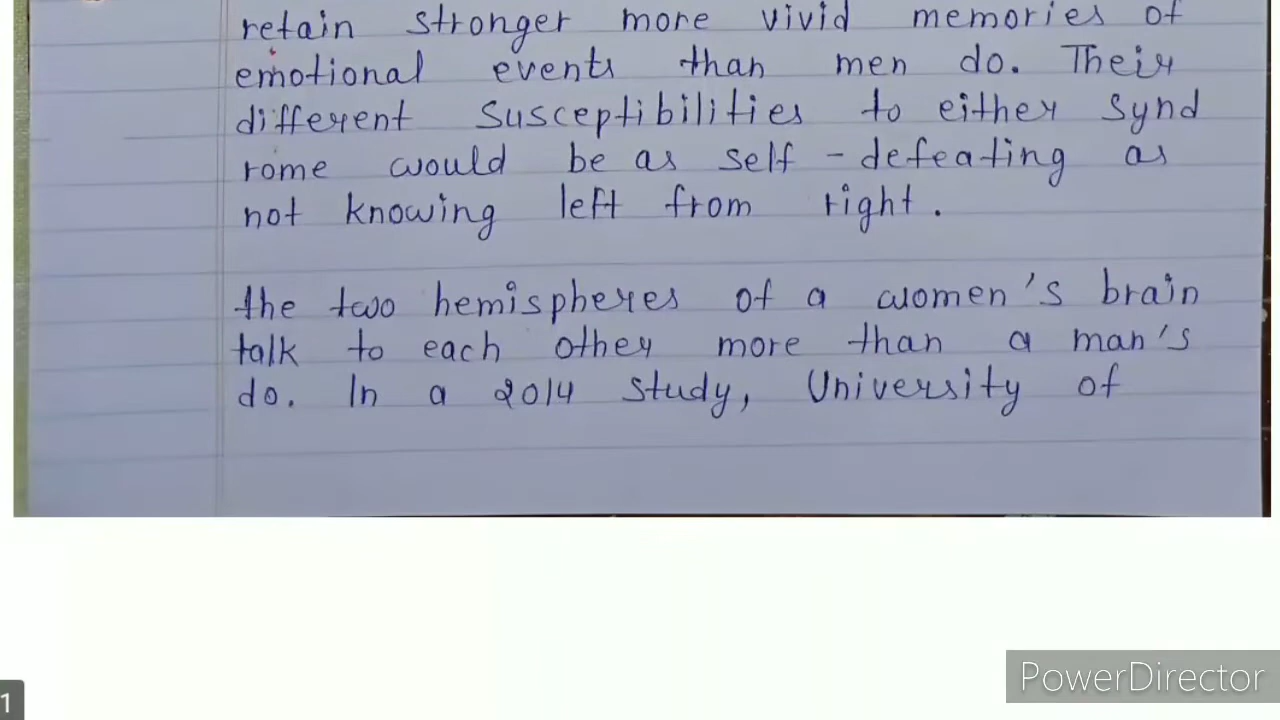 retain stronger more vivid memories of
emotional events than men do. Their
different susceptibilities to either synd
rome would be as self - defeating as
not knowing left from right.
the two hemispheres of a women's brain
talk to each other more than a man's
do. In a 2014 study, University of
PowerDirector
1